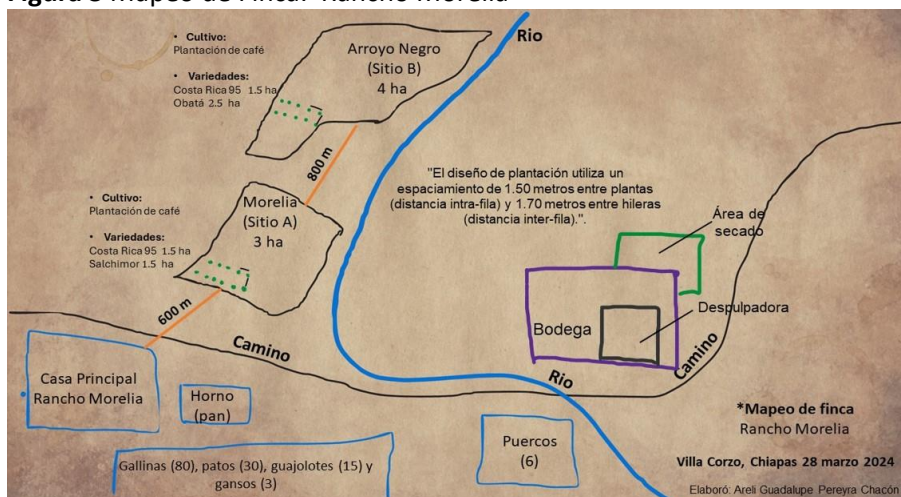 Figura 3 Mapeo de Finca. Rancho Morelia
• Cultivo:
Plantación de café
• Variedades:
Costa Rica 95 1.5 ha
Obatá 2.5 ha
Arroyo Negro
(Sitio B)
4 ha
Rio
800 m
"El diseño de plantación utiliza un
espaciamiento de 1.50 metros entre plantas
(distancia intra-fila) y 1.70 metros entre hileras
(distancia inter-fila).".
• Cultivo:
Plantación de café
• Variedades:
Costa Rica 95 1.5 ha
Salchimor 1.5 ha
Morelia
(Sitio A)
3 ha
600 m
Área de
secado
Despulpadora
Bodega
Camino
Camino
Rio
Casa Principal
Rancho Morelia
Horno
(pan)
Gallinas (80), patos (30), guajolotes (15) y
gansos (3)
Puercos
(6)
*Mapeo de finca
Rancho Morelia
Villa Corzo, Chiapas 28 marzo 2024
Elaboró: Areli Guadalupe Pereyra Chacón